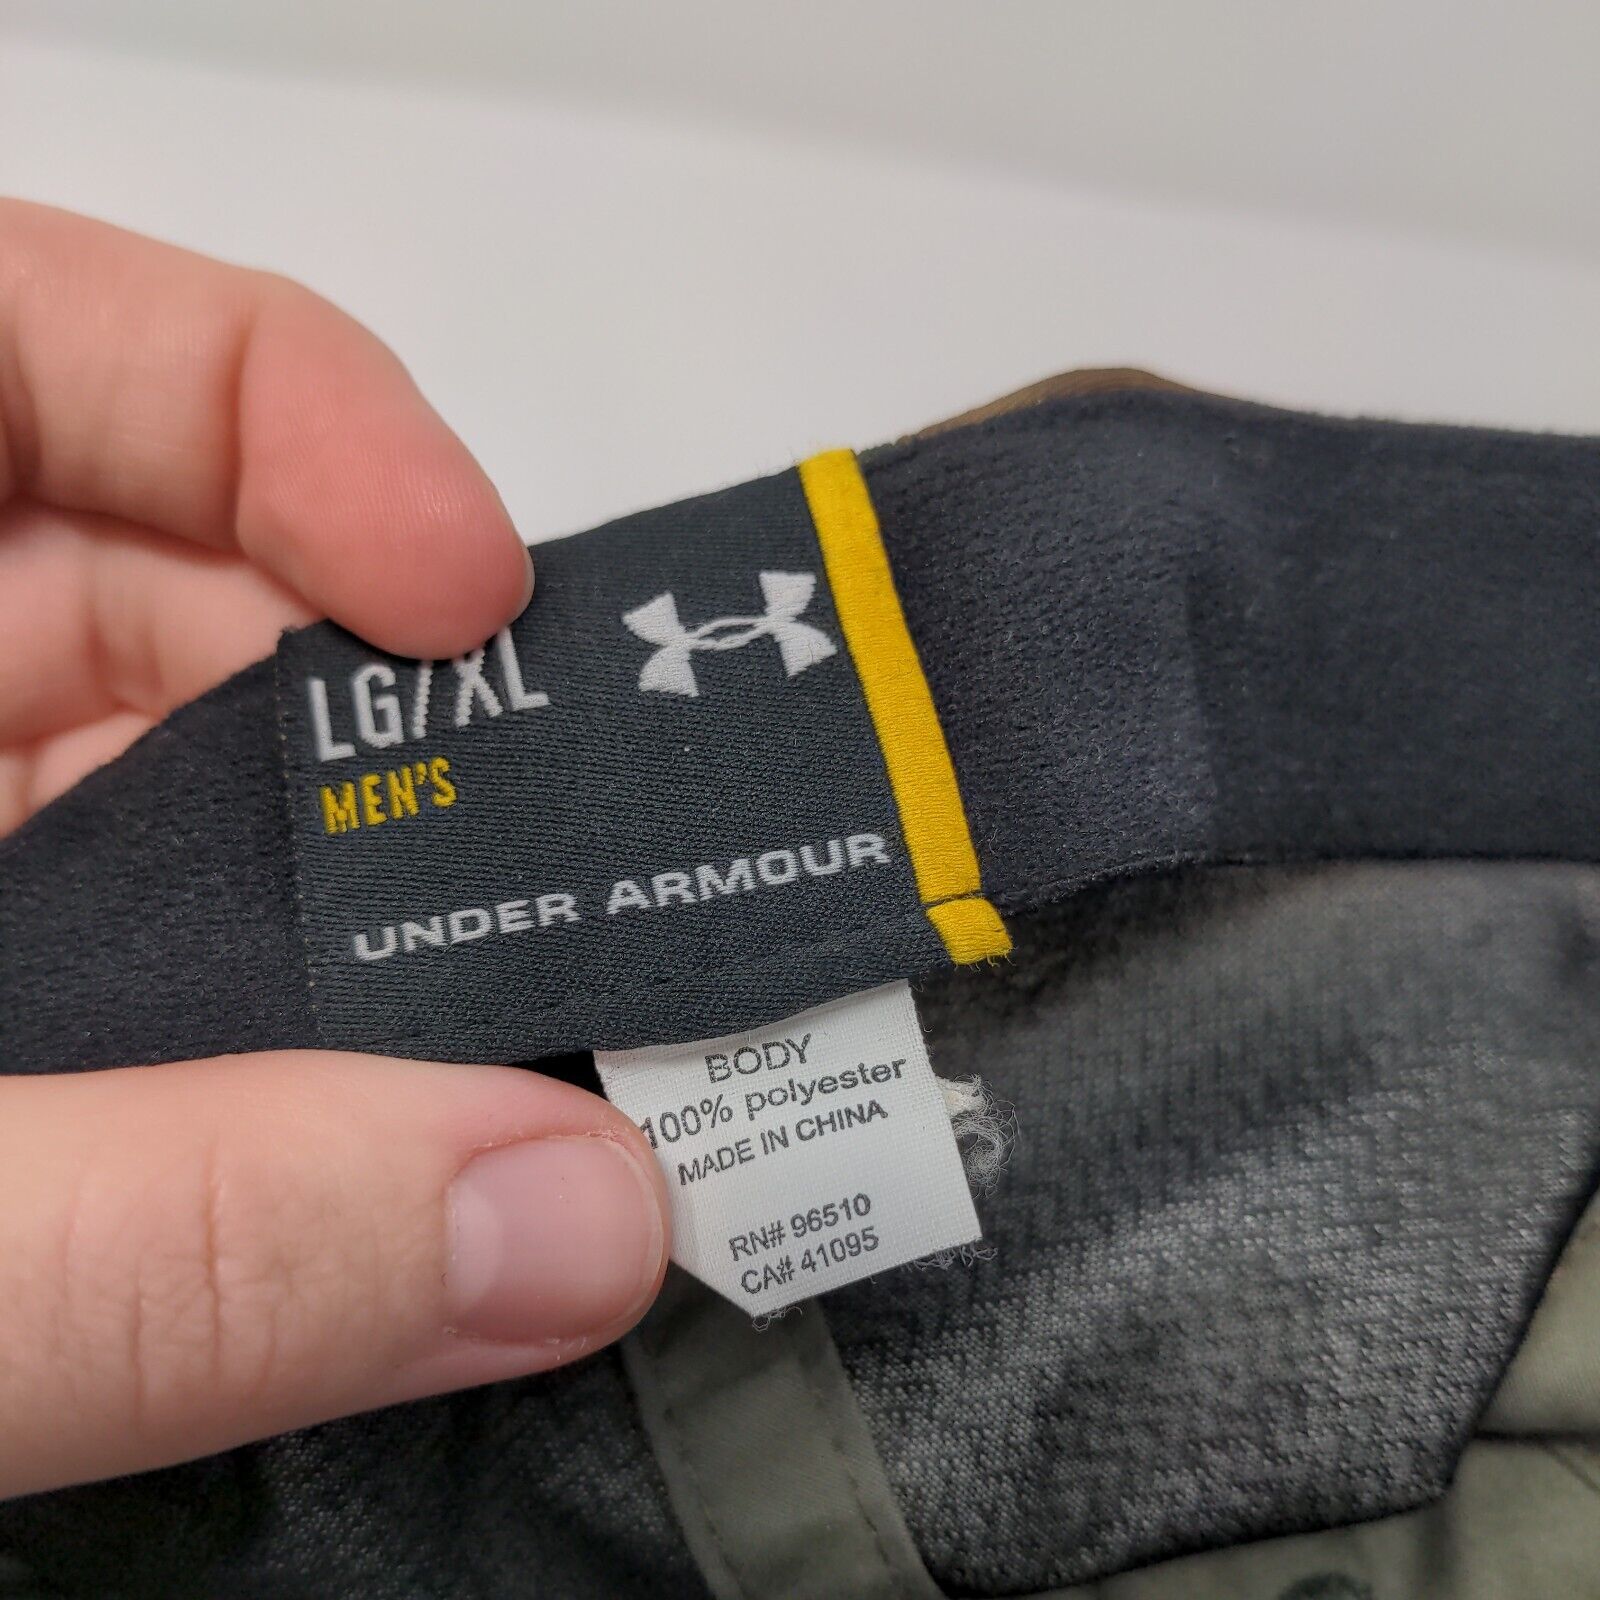 LG/XL
MEN'S
UNDER ARMOUR
BODY
100% polyester
MADE IN CHINA
RN# 96510
CA# 41095